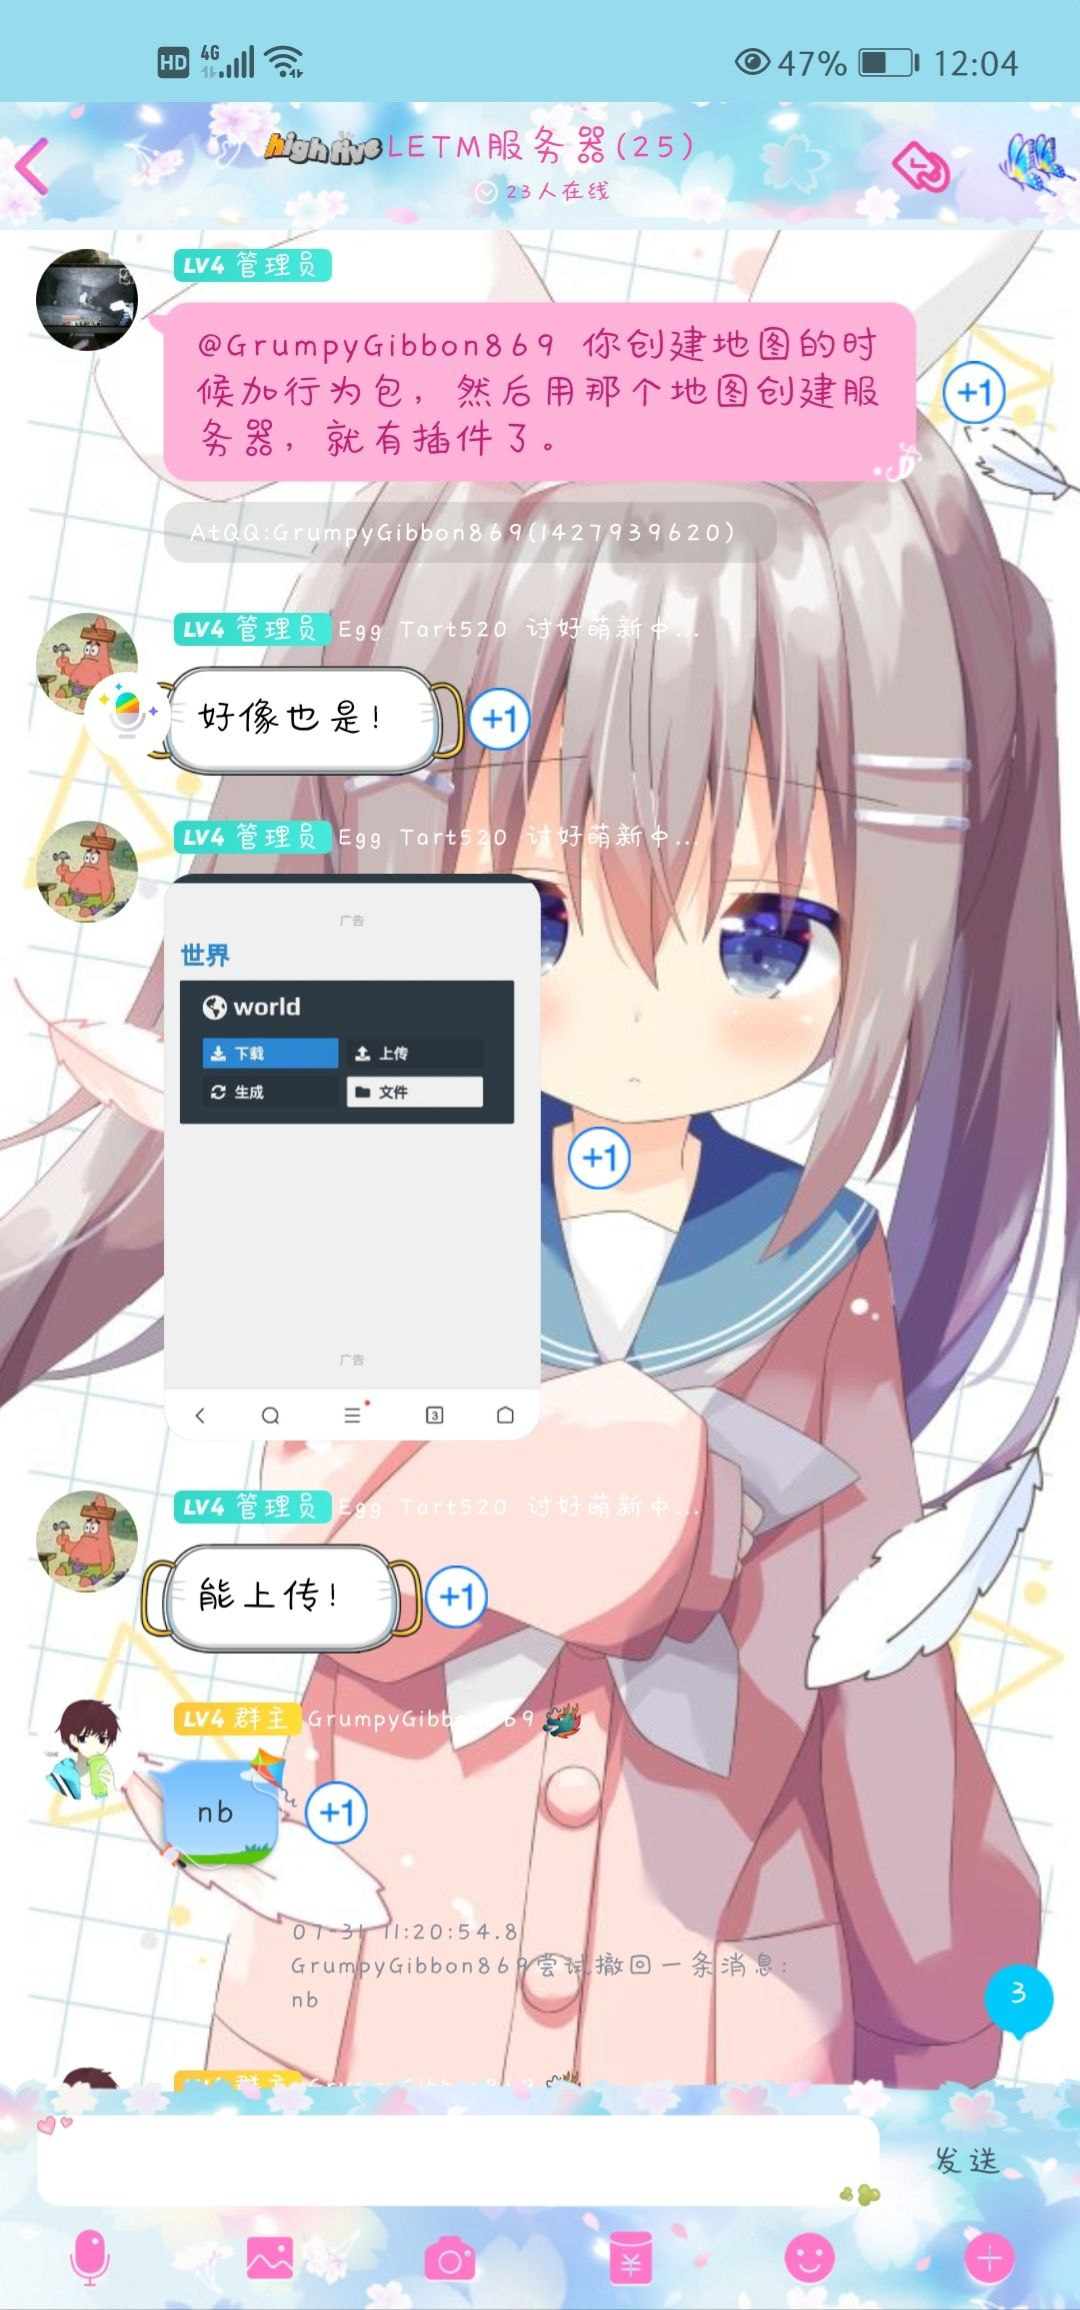 HD 4G 47% 12:04
high five LETM服务器(25)
23人在线
LV4 管理员
@GrumpyGibbon869 你创建地图的时
候加行为包，然后用那个地图创建服
务器，就有插件了。
+1
AtQQ:GrumpyGibbon869(1427939620)
LV4 管理员 Egg Tart520 讨好萌新中...
好像也是！
+1
LV4 管理员 Egg Tart520 讨好萌新中...
广告
世界
world
下载 上传
生成 文件
+1
广告
3
LV4 管理员 Egg Tart520 讨好萌新中...
能上传！
+1
LV4 群主 GrumpyGibbon869
nb
+1
07-31 11:20:54.8
GrumpyGibbon869尝试撤回一条消息:
nb
3
LV4 群主 GrumpyGibbon869
发送